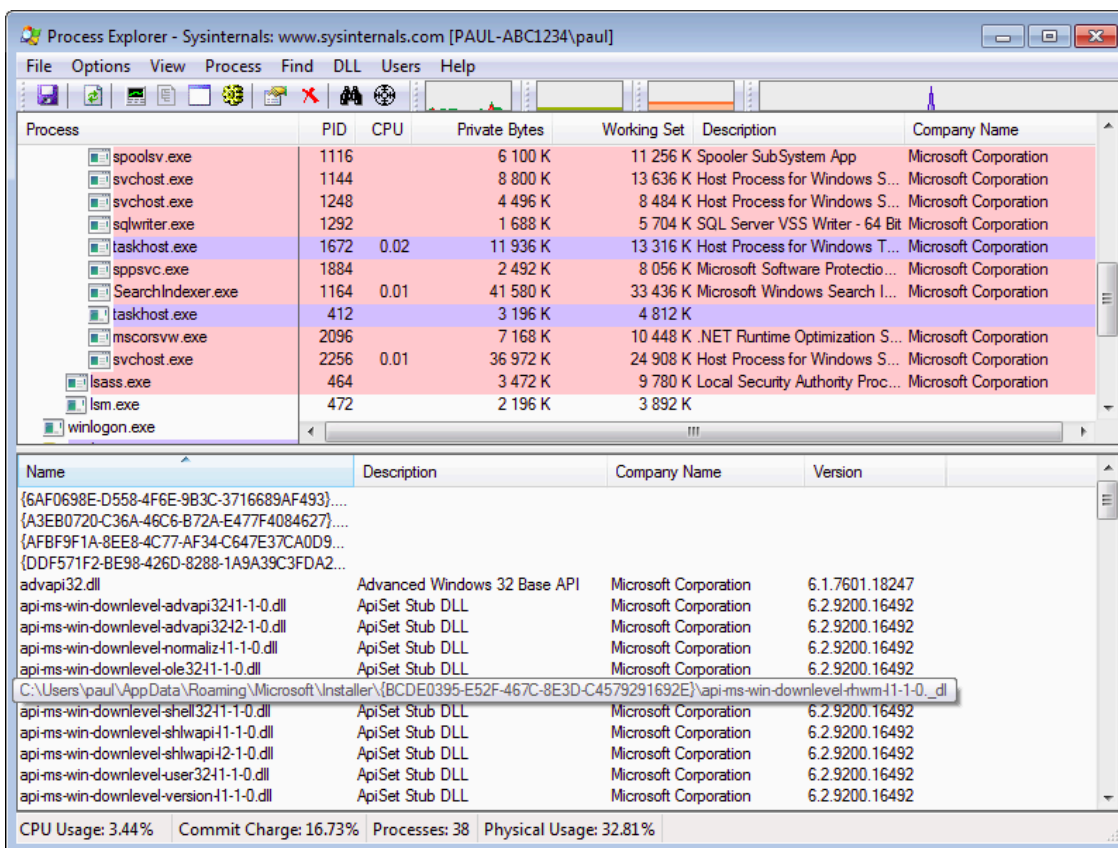 Process Explorer - Sysinternals: www.sysinternals.com [PAUL-ABC1234\paul]
File Options View Process Find DLL Users Help
Process PID CPU Private Bytes Working Set Description Company Name
spoolsv.exe 1116 6 100 K 11 256 K Spooler SubSystem App Microsoft Corporation
svchost.exe 1144 8 800 K 13 636 K Host Process for Windows S... Microsoft Corporation
svchost.exe 1248 4 496 K 8 484 K Host Process for Windows S... Microsoft Corporation
sqlwriter.exe 1292 1 688 K 5 704 K SQL Server VSS Writer - 64 Bit Microsoft Corporation
taskhost.exe 1672 0.02 11 936 K 13 316 K Host Process for Windows T... Microsoft Corporation
sppsvc.exe 1884 2 492 K 8 056 K Microsoft Software Protectio... Microsoft Corporation
SearchIndexer.exe 1164 0.01 41 580 K 33 436 K Microsoft Windows Search I... Microsoft Corporation
taskhost.exe 412 3 196 K 4 812 K
mscorsvw.exe 2096 7 168 K 10 448 K .NET Runtime Optimization S... Microsoft Corporation
svchost.exe 2256 0.01 36 972 K 24 908 K Host Process for Windows S... Microsoft Corporation
lsass.exe 464 3 472 K 9 780 K Local Security Authority Proc... Microsoft Corporation
lsm.exe 472 2 196 K 3 892 K
winlogon.exe
Name Description Company Name Version
{6AF0698E-D558-4F6E-9B3C-3716689AF493}....
{A3EB0720-C36A-46C6-B72A-E477F4084627}....
{AFBF9F1A-8EE8-4C77-AF34-C647E37CA0D9...
{DDF571F2-BE98-426D-8288-1A9A39C3FDA2...
advapi32.dll Advanced Windows 32 Base API Microsoft Corporation 6.1.7601.18247
api-ms-win-downlevel-advapi32-l1-1-0.dll ApiSet Stub DLL Microsoft Corporation 6.2.9200.16492
api-ms-win-downlevel-advapi32-l2-1-0.dll ApiSet Stub DLL Microsoft Corporation 6.2.9200.16492
api-ms-win-downlevel-normaliz-l1-1-0.dll ApiSet Stub DLL Microsoft Corporation 6.2.9200.16492
api-ms-win-downlevel-ole32-l1-1-0.dll ApiSet Stub DLL Microsoft Corporation 6.2.9200.16492
C:\Users\paul\AppData\Roaming\Microsoft\Installer\{BCDE0395-E52F-467C-8E3D-C4579291692E}\api-ms-win-downlevel-rhwm-l1-1-0._dl
api-ms-win-downlevel-shell32-l1-1-0.dll ApiSet Stub DLL Microsoft Corporation 6.2.9200.16492
api-ms-win-downlevel-shlwapi-l1-1-0.dll ApiSet Stub DLL Microsoft Corporation 6.2.9200.16492
api-ms-win-downlevel-shlwapi-l2-1-0.dll ApiSet Stub DLL Microsoft Corporation 6.2.9200.16492
api-ms-win-downlevel-user32-l1-1-0.dll ApiSet Stub DLL Microsoft Corporation 6.2.9200.16492
api-ms-win-downlevel-version-l1-1-0.dll ApiSet Stub DLL Microsoft Corporation 6.2.9200.16492
CPU Usage: 3.44% Commit Charge: 16.73% Processes: 38 Physical Usage: 32.81%